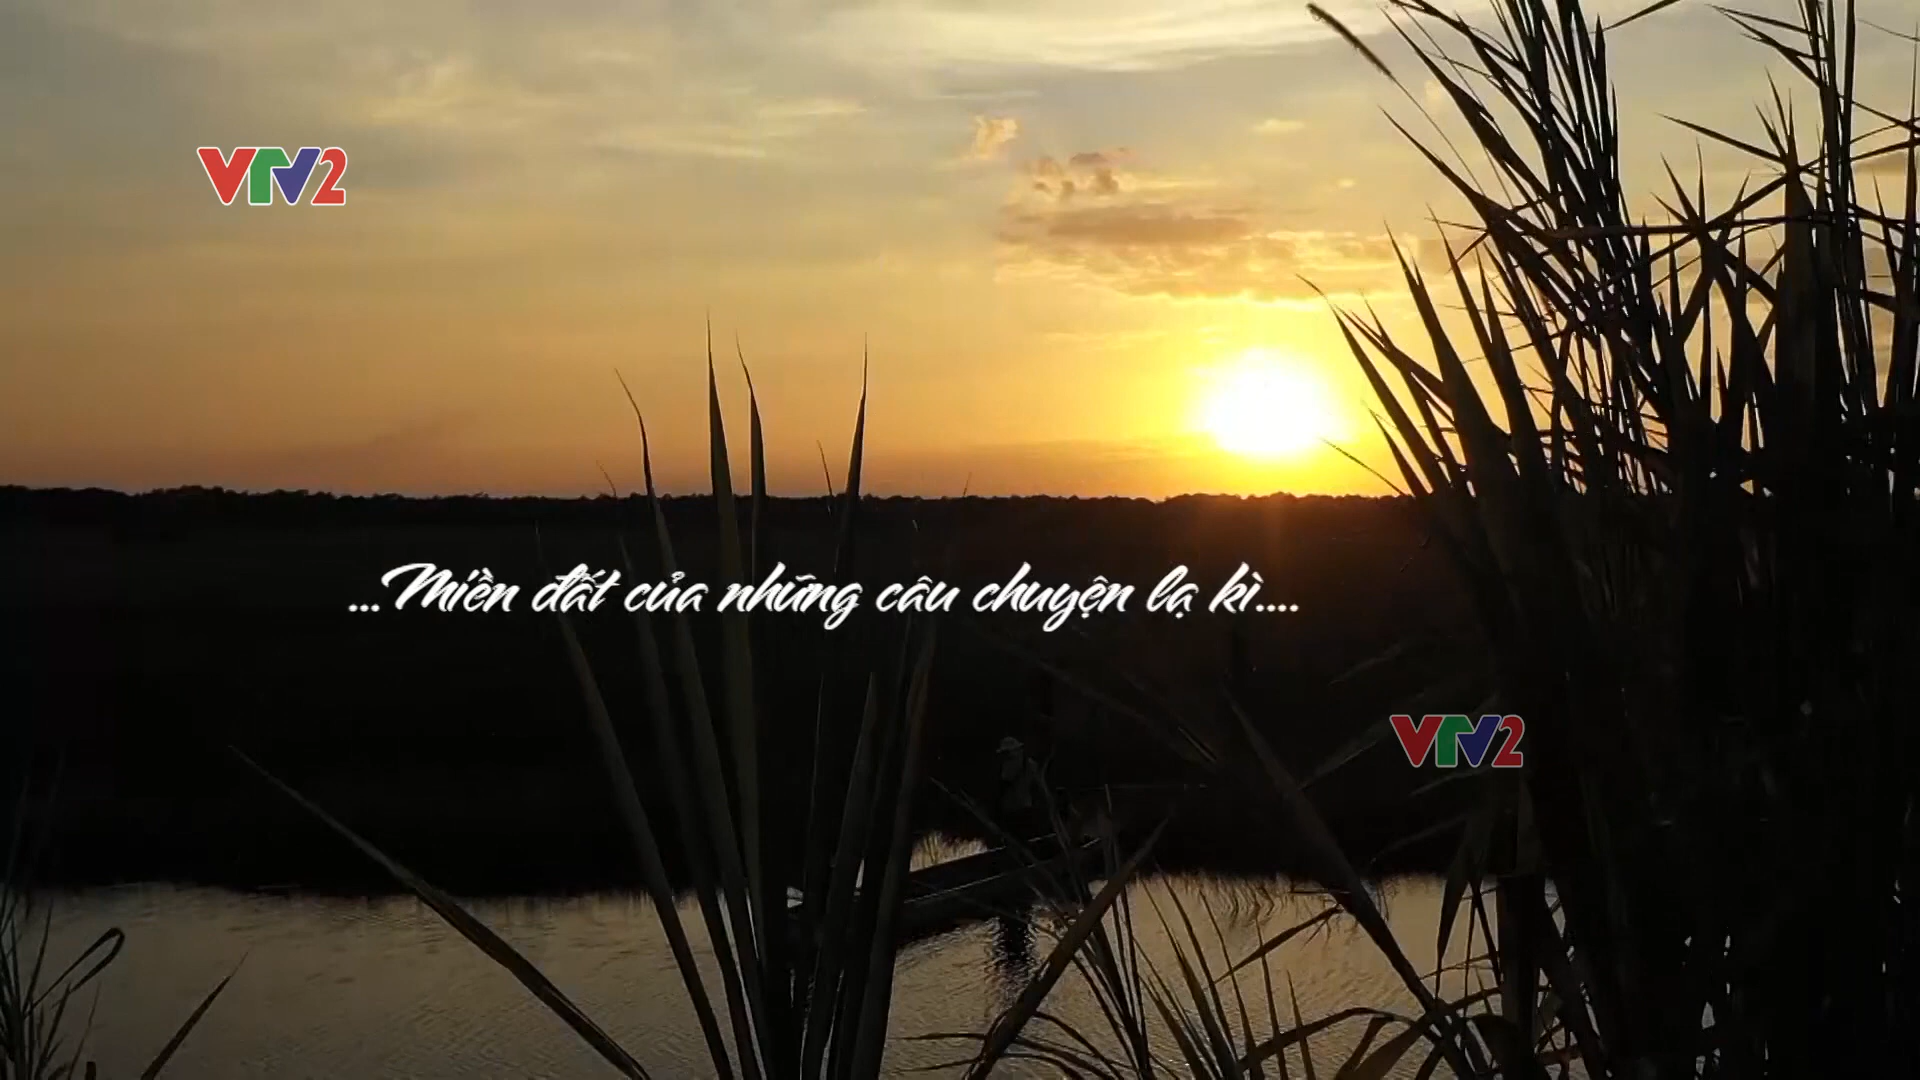 VTV2
...Miền đất của những câu chuyện lạ kì....
VTV2